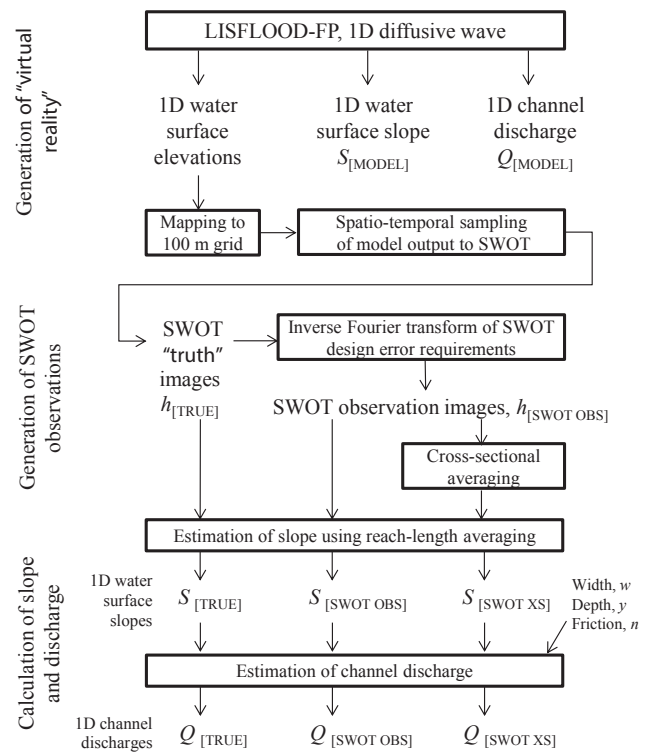 Generation of "virtual
reality"
LISFLOOD-FP, 1D diffusive wave
1D water
surface
elevations
1D water
surface slope
S[MODEL]
1D channel
discharge
Q[MODEL]
Mapping to
100 m grid
Spatio-temporal sampling
of model output to SWOT
Generation of SWOT
observations
SWOT
"truth"
images
h[TRUE]
Inverse Fourier transform of SWOT
design error requirements
SWOT observation images, h[SWOT OBS]
Cross-sectional
averaging
Calculation of slope
and discharge
Estimation of slope using reach-length averaging
1D water
surface
slopes
S [TRUE]
S [SWOT OBS]
S [SWOT XS]
Width, w
Depth, y
Friction, n
Estimation of channel discharge
1D channel
discharges
Q [TRUE]
Q [SWOT OBS]
Q [SWOT XS]